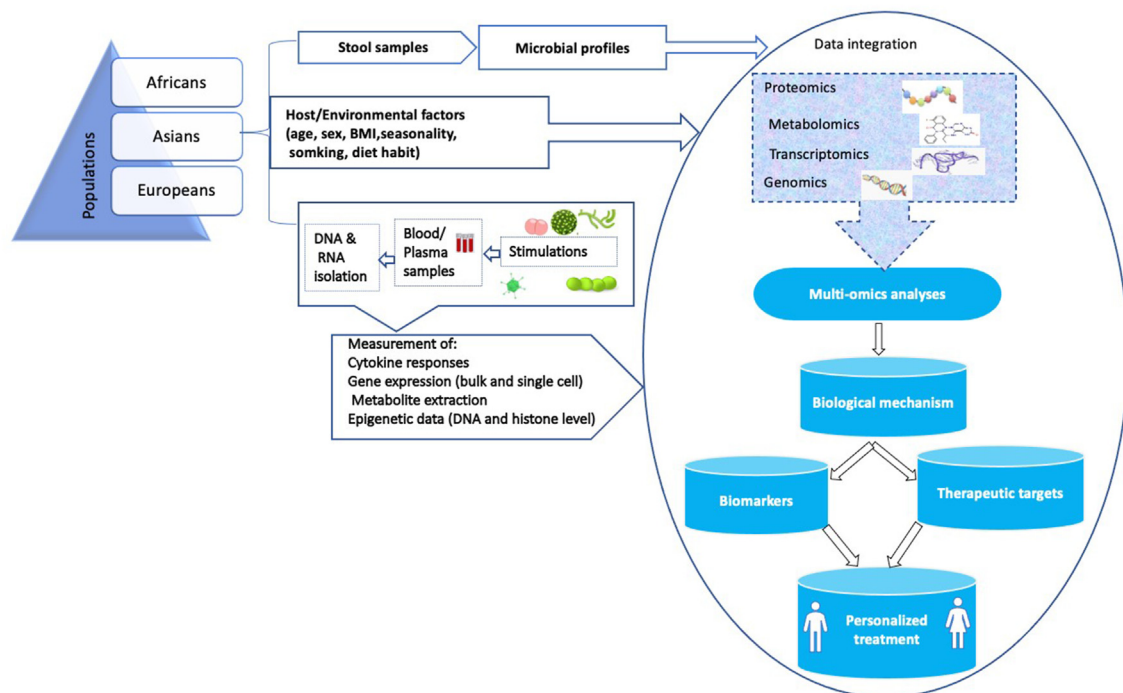 Populations
Africans
Asians
Europeans
Stool samples
Microbial profiles
Host/Environmental factors
(age, sex, BMI,seasonality,
somking, diet habit)
DNA &
RNA
isolation
Blood/
Plasma
samples
Stimulations
Measurement of:
Cytokine responses
Gene expression (bulk and single cell)
Metabolite extraction
Epigenetic data (DNA and histone level)
Data integration
Proteomics
Metabolomics
Transcriptomics
Genomics
Multi-omics analyses
Biological mechanism
Biomarkers
Therapeutic targets
Personalized
treatment